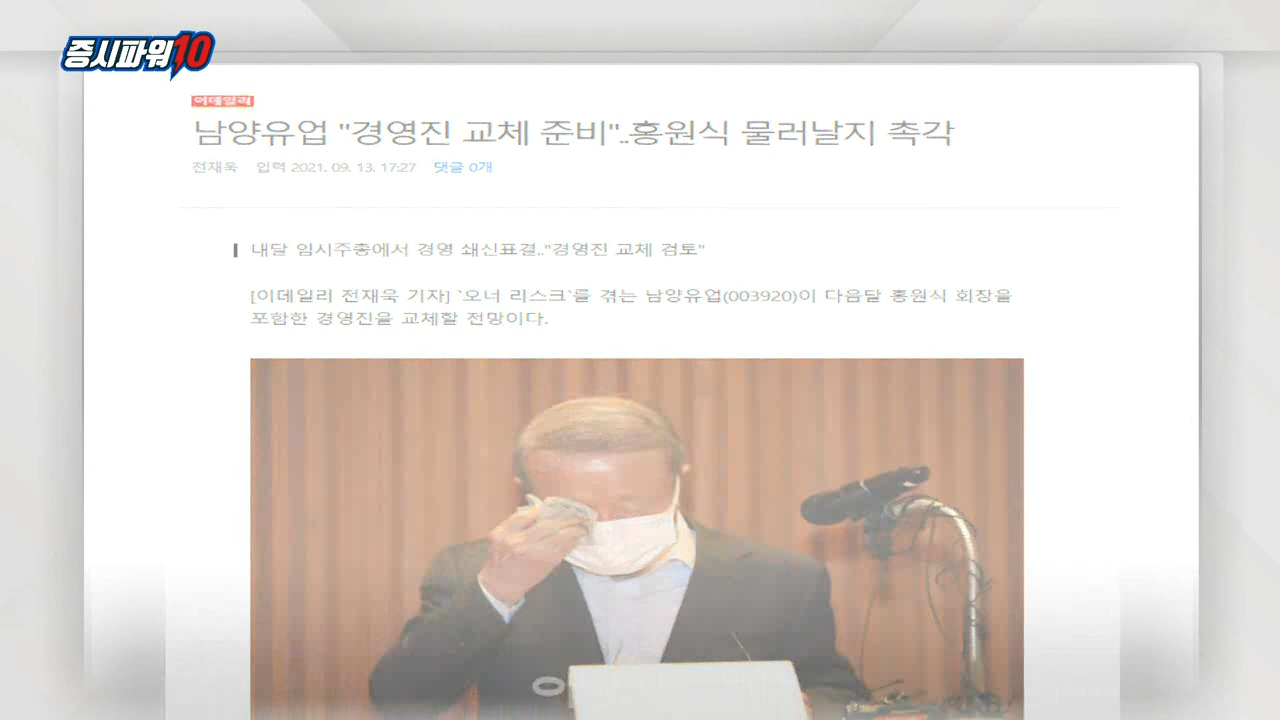 증시파워10
이데일리
남양유업 "경영진 교체 준비"..홍원식 물러날지 촉각
전재욱 입력 2021. 09. 13. 17:27 댓글 0개
내달 임시주총에서 경영 쇄신표결.."경영진 교체 검토"
[이데일리 전재욱 기자] `오너 리스크`를 겪는 남양유업(003920)이 다음달 홍원식 회장을
포함한 경영진을 교체할 전망이다.